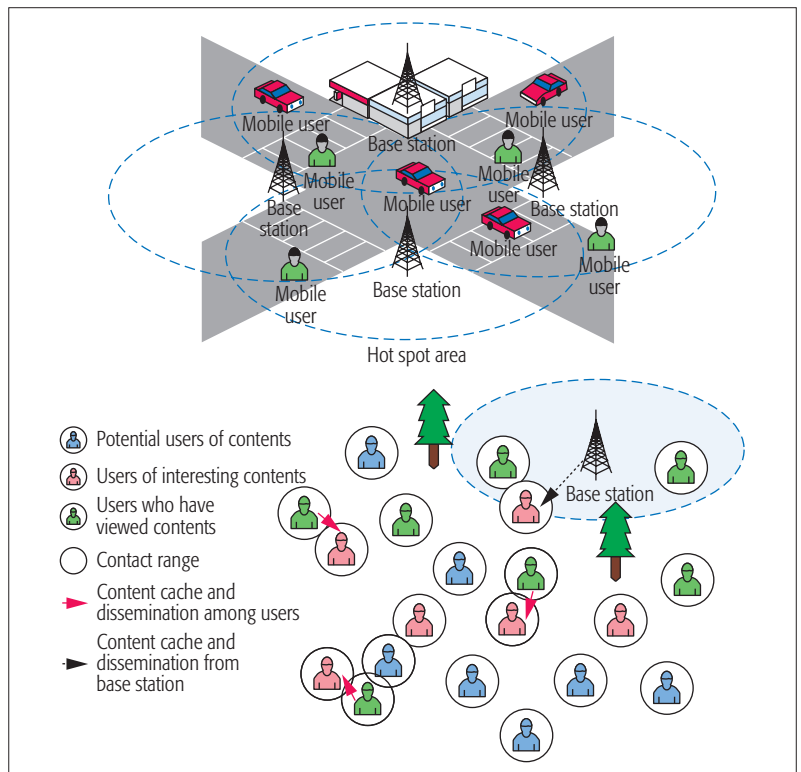 Mobile user
Mobile user
Base station
Mobile user
Mobile user
Mobile user
Base station
Base station
Mobile user
Mobile user
Mobile user
Base station
Hot spot area
Potential users of contents
Users of interesting contents
Users who have
viewed contents
Contact range
Content cache and
dissemination among users
Content cache and
dissemination from
base station
Base station